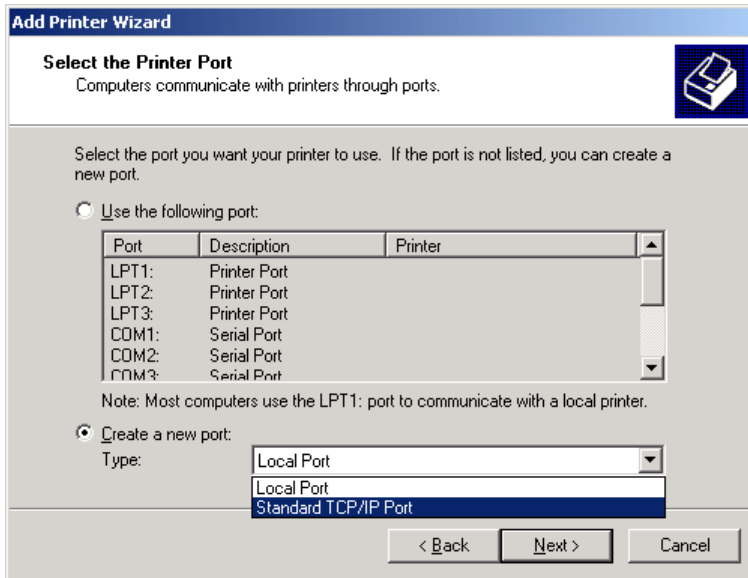 Add Printer Wizard
Select the Printer Port
Computers communicate with printers through ports.
Select the port you want your printer to use. If the port is not listed, you can create a
new port.
Use the following port:
Port Description Printer
LPT1: Printer Port
LPT2: Printer Port
LPT3: Printer Port
COM1: Serial Port
COM2: Serial Port
COM3: Serial Port
Note: Most computers use the LPT1: port to communicate with a local printer.
Create a new port:
Type: Local Port
Local Port
Standard TCP/IP Port
< Back Next > Cancel